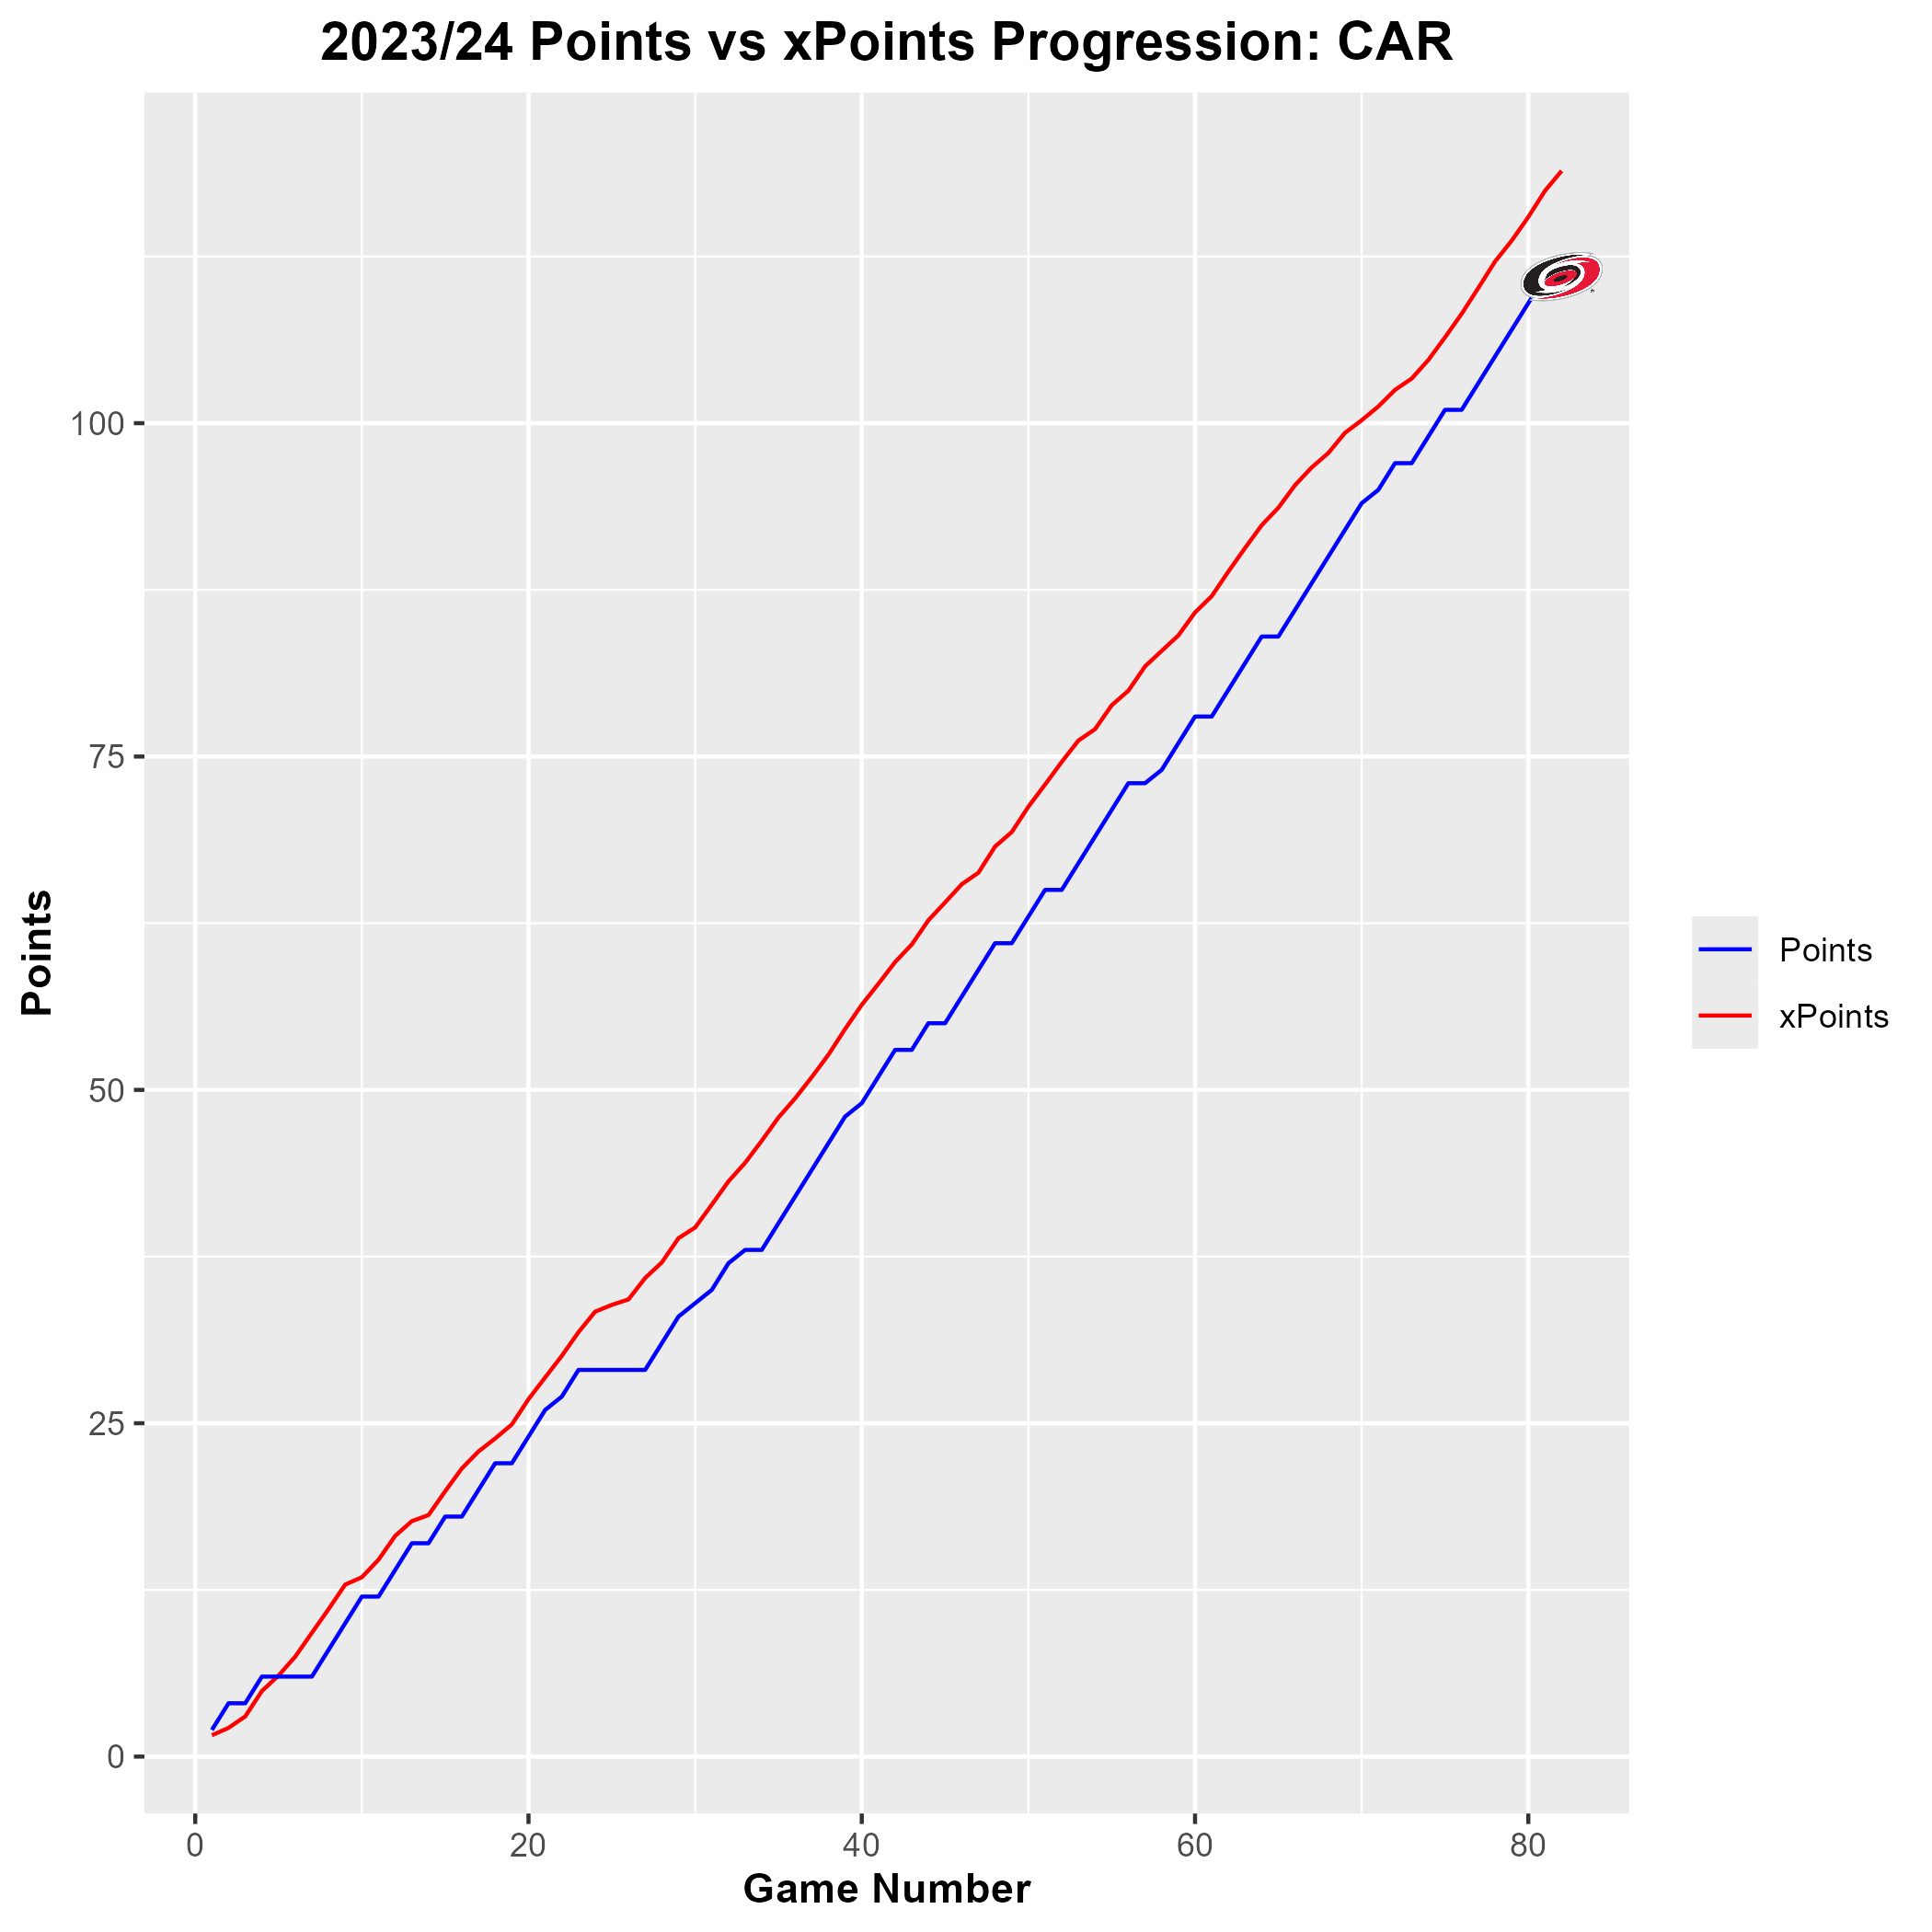 2023/24 Points vs xPoints Progression: CAR
100
75
50
25
0
Points
0 20 40 60 80
Game Number
Points
xPoints